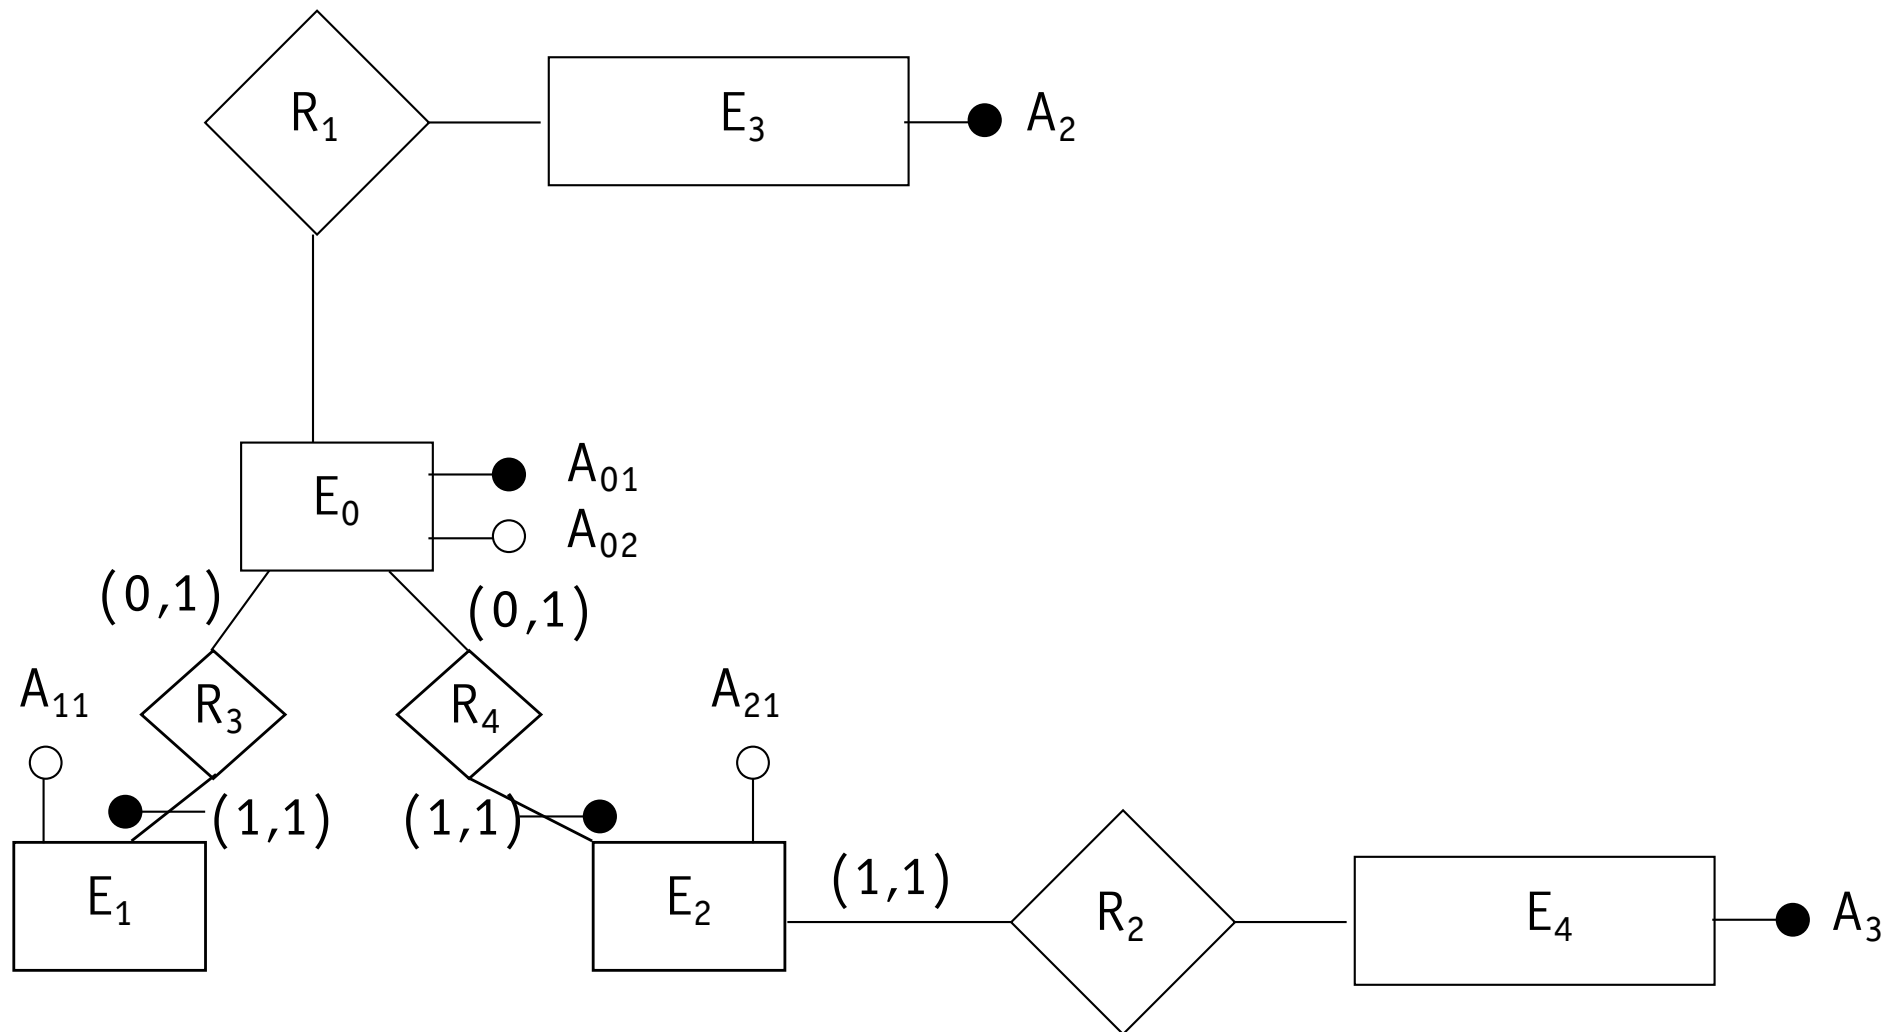 R1
E3
A2
E0
A01
A02
(0,1)
(0,1)
A11
R3
R4
A21
(1,1)
(1,1)
E1
E2
(1,1)
R2
E4
A3